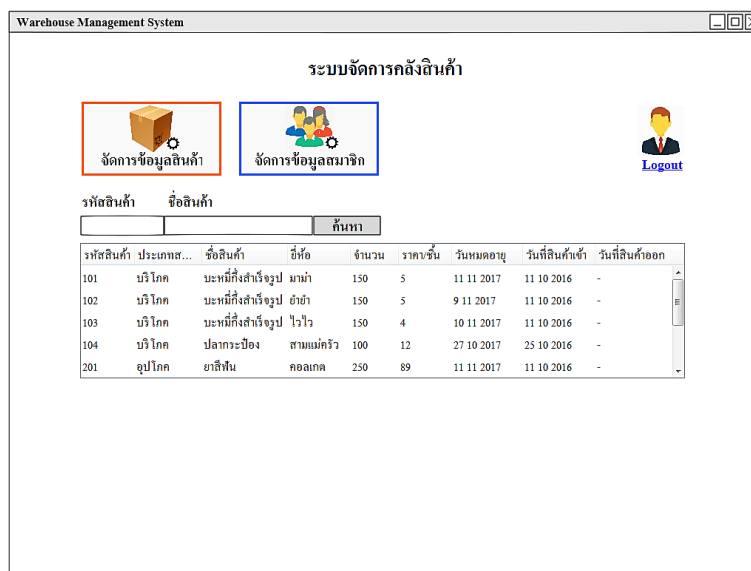 Warehouse Management System
ระบบจัดการคลังสินค้า
จัดการข้อมูลสินค้า จัดการข้อมูลสมาชิก
Logout
รหัสสินค้า ชื่อสินค้า
ค้นหา
รหัสสินค้า ประเภทส... ชื่อสินค้า ยี่ห้อ จำนวน ราคา/ชิ้น วันหมดอายุ วันที่สินค้าเข้า วันที่สินค้าออก
101 บริโภค บะหมี่กึ่งสำเร็จรูป มาม่า 150 5 11 11 2017 11 10 2016 -
102 บริโภค บะหมี่กึ่งสำเร็จรูป ยำยำ 150 5 9 11 2017 11 10 2016 -
103 บริโภค บะหมี่กึ่งสำเร็จรูป ไวไว 150 4 10 11 2017 11 10 2016 -
104 บริโภค ปลากระป๋อง สามแม่ครัว 100 12 27 10 2017 25 10 2016 -
201 อุปโภค ยาสีฟัน คอลเกต 250 89 11 11 2017 11 10 2016 -